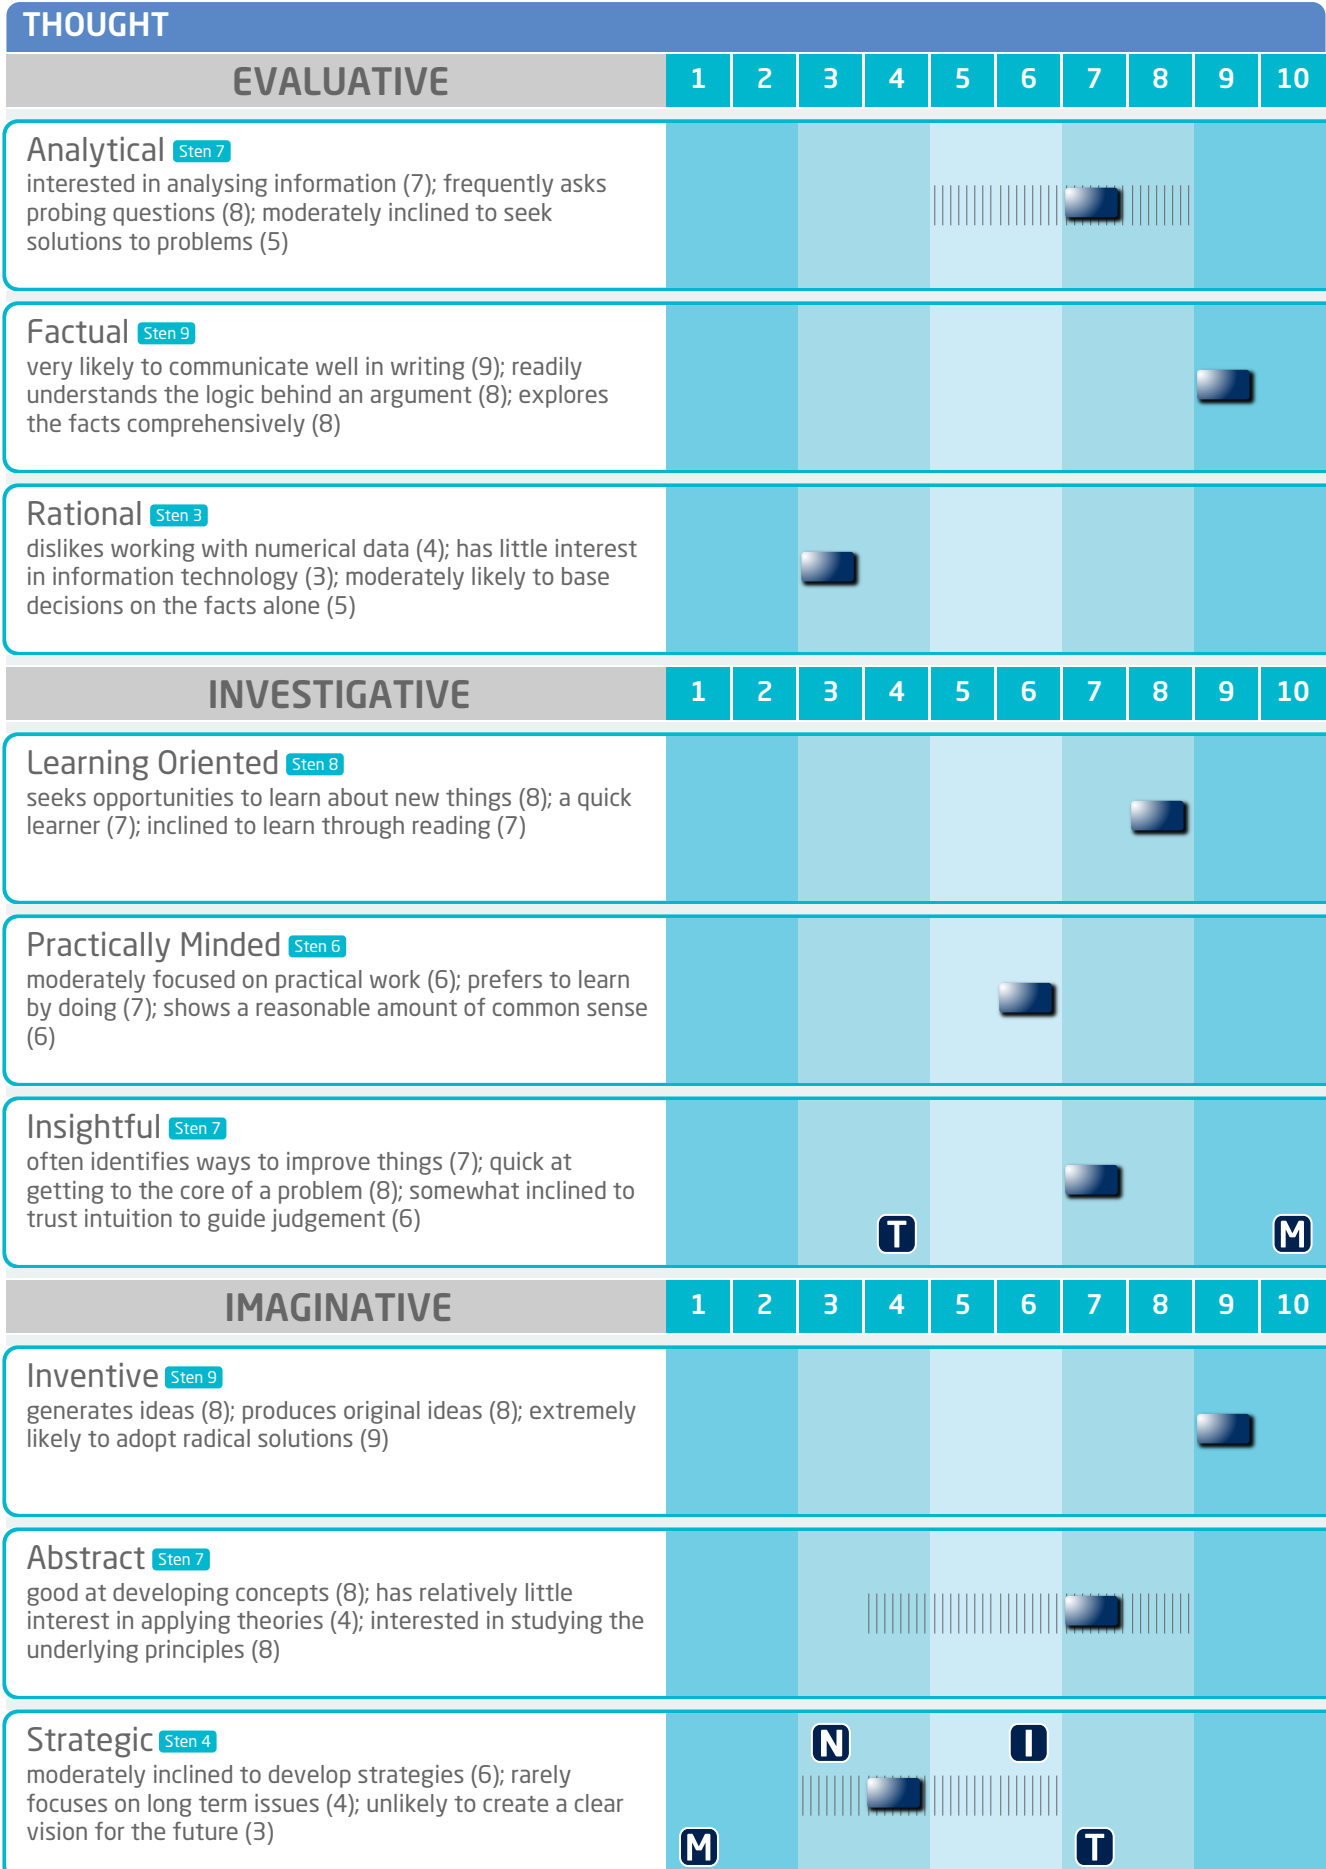 THOUGHT
EVALUATIVE 1 2 3 4 5 6 7 8 9 10
Analytical Sten 7
interested in analysing information (7); frequently asks
probing questions (8); moderately inclined to seek
solutions to problems (5)
Factual Sten 9
very likely to communicate well in writing (9); readily
understands the logic behind an argument (8); explores
the facts comprehensively (8)
Rational Sten 3
dislikes working with numerical data (4); has little interest
in information technology (3); moderately likely to base
decisions on the facts alone (5)
INVESTIGATIVE 1 2 3 4 5 6 7 8 9 10
Learning Oriented Sten 8
seeks opportunities to learn about new things (8); a quick
learner (7); inclined to learn through reading (7)
Practically Minded Sten 6
moderately focused on practical work (6); prefers to learn
by doing (7); shows a reasonable amount of common sense
(6)
Insightful Sten 7
often identifies ways to improve things (7); quick at
getting to the core of a problem (8); somewhat inclined to
trust intuition to guide judgement (6)
T M
IMAGINATIVE 1 2 3 4 5 6 7 8 9 10
Inventive Sten 9
generates ideas (8); produces original ideas (8); extremely
likely to adopt radical solutions (9)
Abstract Sten 7
good at developing concepts (8); has relatively little
interest in applying theories (4); interested in studying the
underlying principles (8)
Strategic Sten 4
N I
moderately inclined to develop strategies (6); rarely
focuses on long term issues (4); unlikely to create a clear
vision for the future (3)
M T